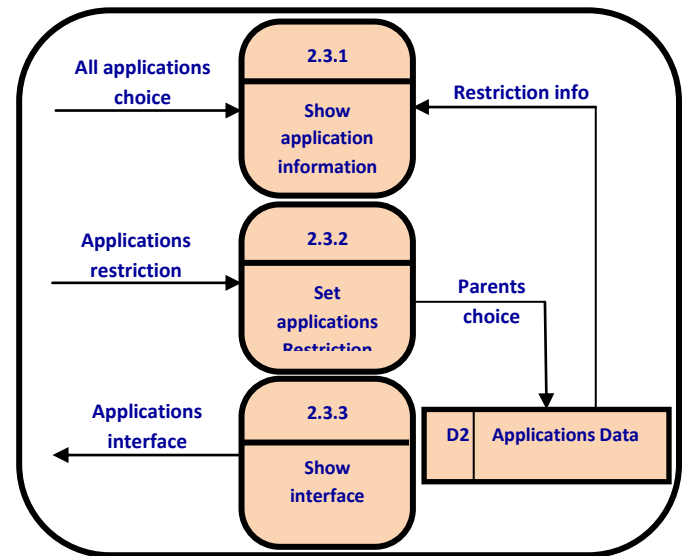 All applications
choice
2.3.1
Show
application
information
Restriction info
Applications
restriction
2.3.2
Set
applications
Restriction
Parents
choice
Applications
interface
2.3.3
Show
interface
D2 Applications Data